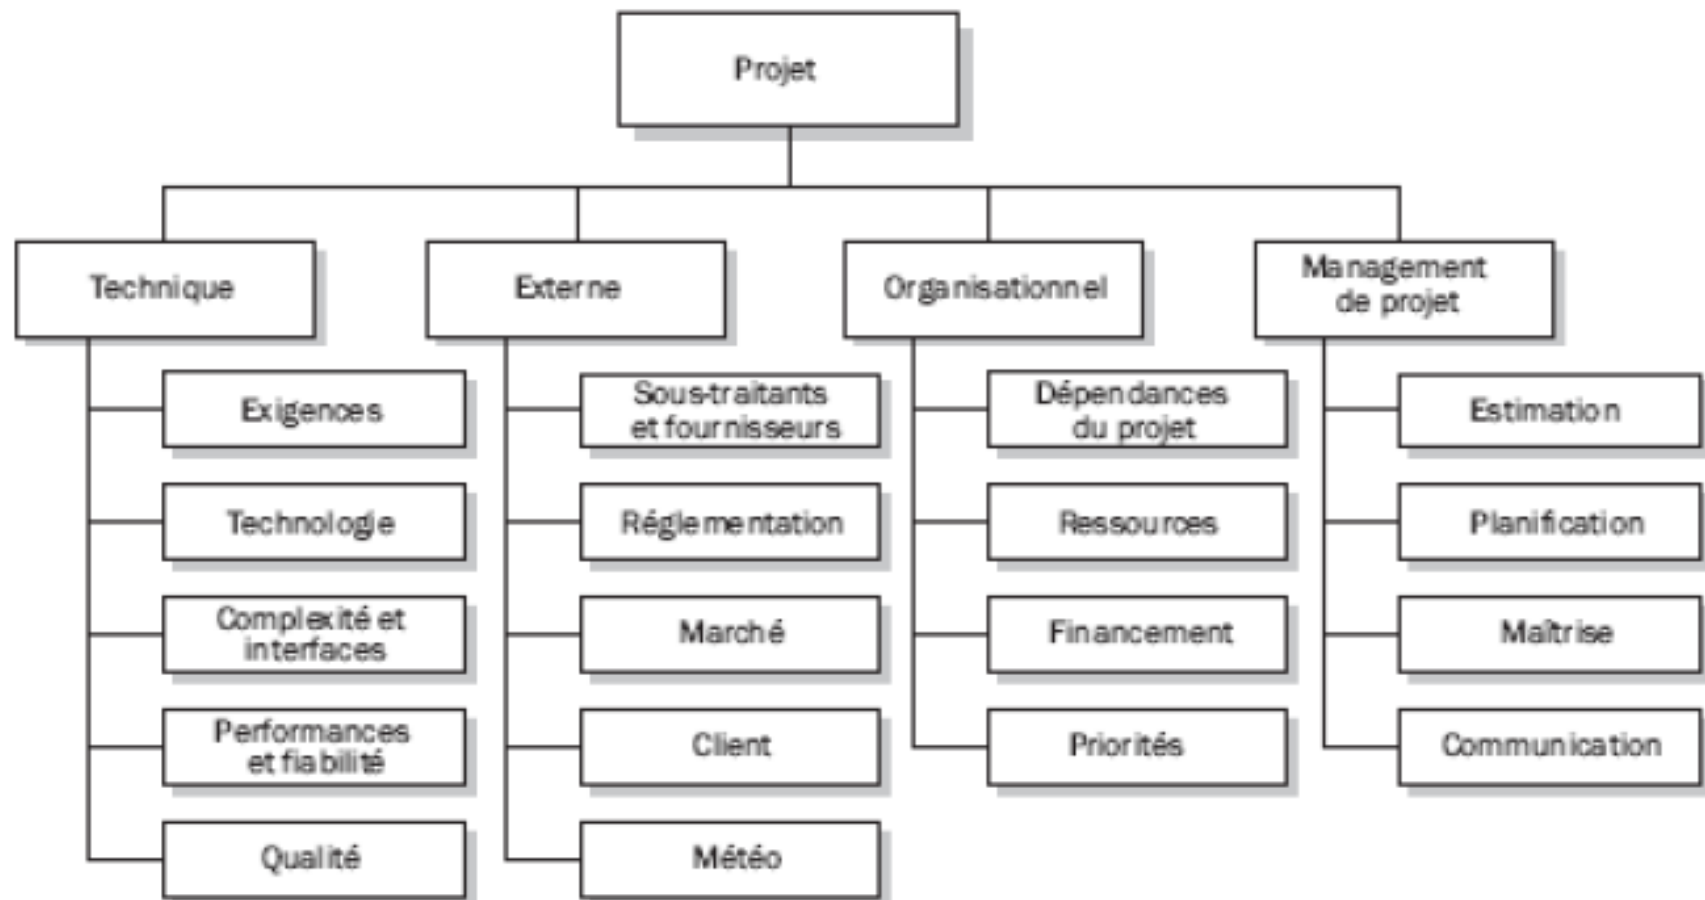 Projet
Technique
Externe
Organisationnel
Management
de projet
Exigences
Sous-traitants
et fournisseurs
Dépendances
du projet
Estimation
Technologie
Réglementation
Ressources
Planification
Complexité et
interfaces
Marché
Financement
Maîtrise
Performances
et fiabilité
Client
Priorités
Communication
Qualité
Météo